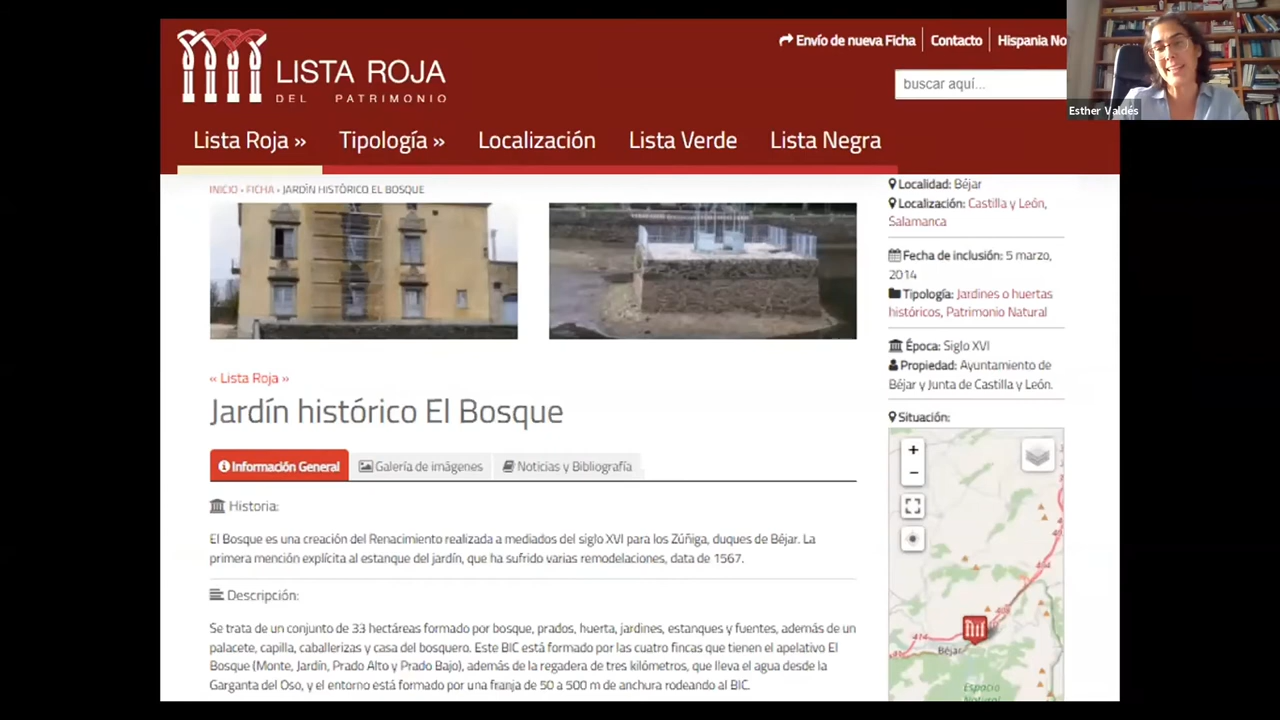 LISTA ROJA
DEL PATRIMONIO
Envío de nueva Ficha
Contacto
Hispania No
buscar aquí...
Esther Valdés
Lista Roja »
Tipología »
Localización
Lista Verde
Lista Negra
INICIO › FICHA › JARDÍN HISTÓRICO EL BOSQUE
« Lista Roja »
Jardín histórico El Bosque
Información General
Galería de imágenes
Noticias y Bibliografía
Historia:
El Bosque es una creación del Renacimiento realizada a mediados del siglo XVI para los Zúñiga, duques de Béjar. La
primera mención explícita al estanque del jardín, que ha sufrido varias remodelaciones, data de 1567.
Descripción:
Se trata de un conjunto de 33 hectáreas formado por bosque, prados, huerta, jardines, estanques y fuentes, además de un
palacete, capilla, caballerizas y casa del bosquero. Este BIC está formado por las cuatro fincas que tienen el apelativo El
Bosque (Monte, Jardín, Prado Alto y Prado Bajo), además de la regadera de tres kilómetros, que lleva el agua desde la
Garganta del Oso, y el entorno está formado por una franja de 50 a 500 m de anchura rodeando al BIC.
Localidad: Béjar
Localización: Castilla y León,
Salamanca
Fecha de inclusión: 5 marzo,
2014
Tipología: Jardines o huertas
históricos, Patrimonio Natural
Época: Siglo XVI
Propiedad: Ayuntamiento de
Béjar y Junta de Castilla y León.
Situación:
+
−
404
408
414
Béjar
Espacio
Natural